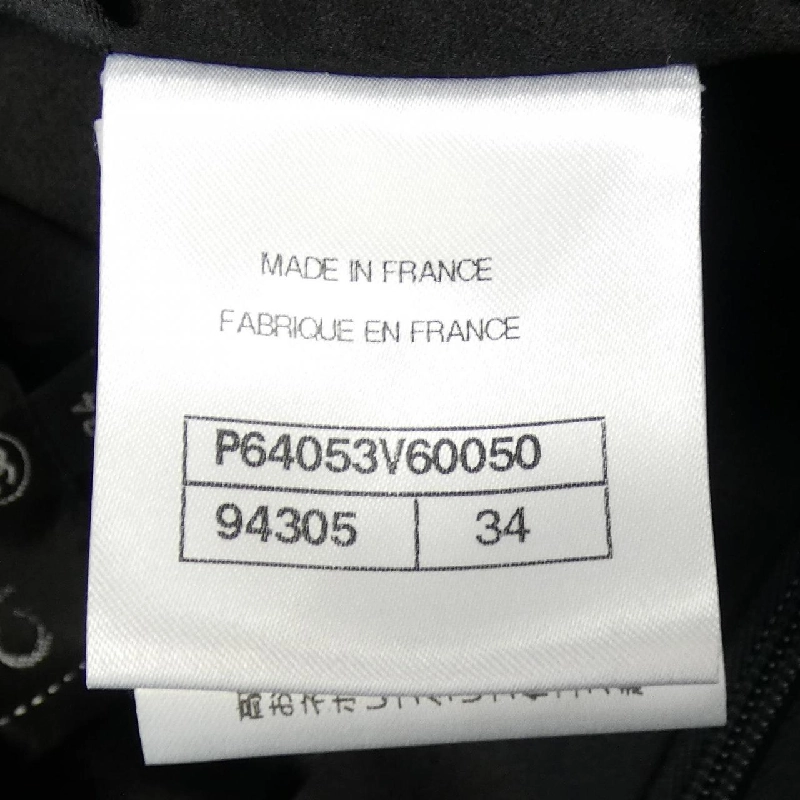 MADE IN FRANCE
FABRIQUE EN FRANCE
P64053V60050
94305 34